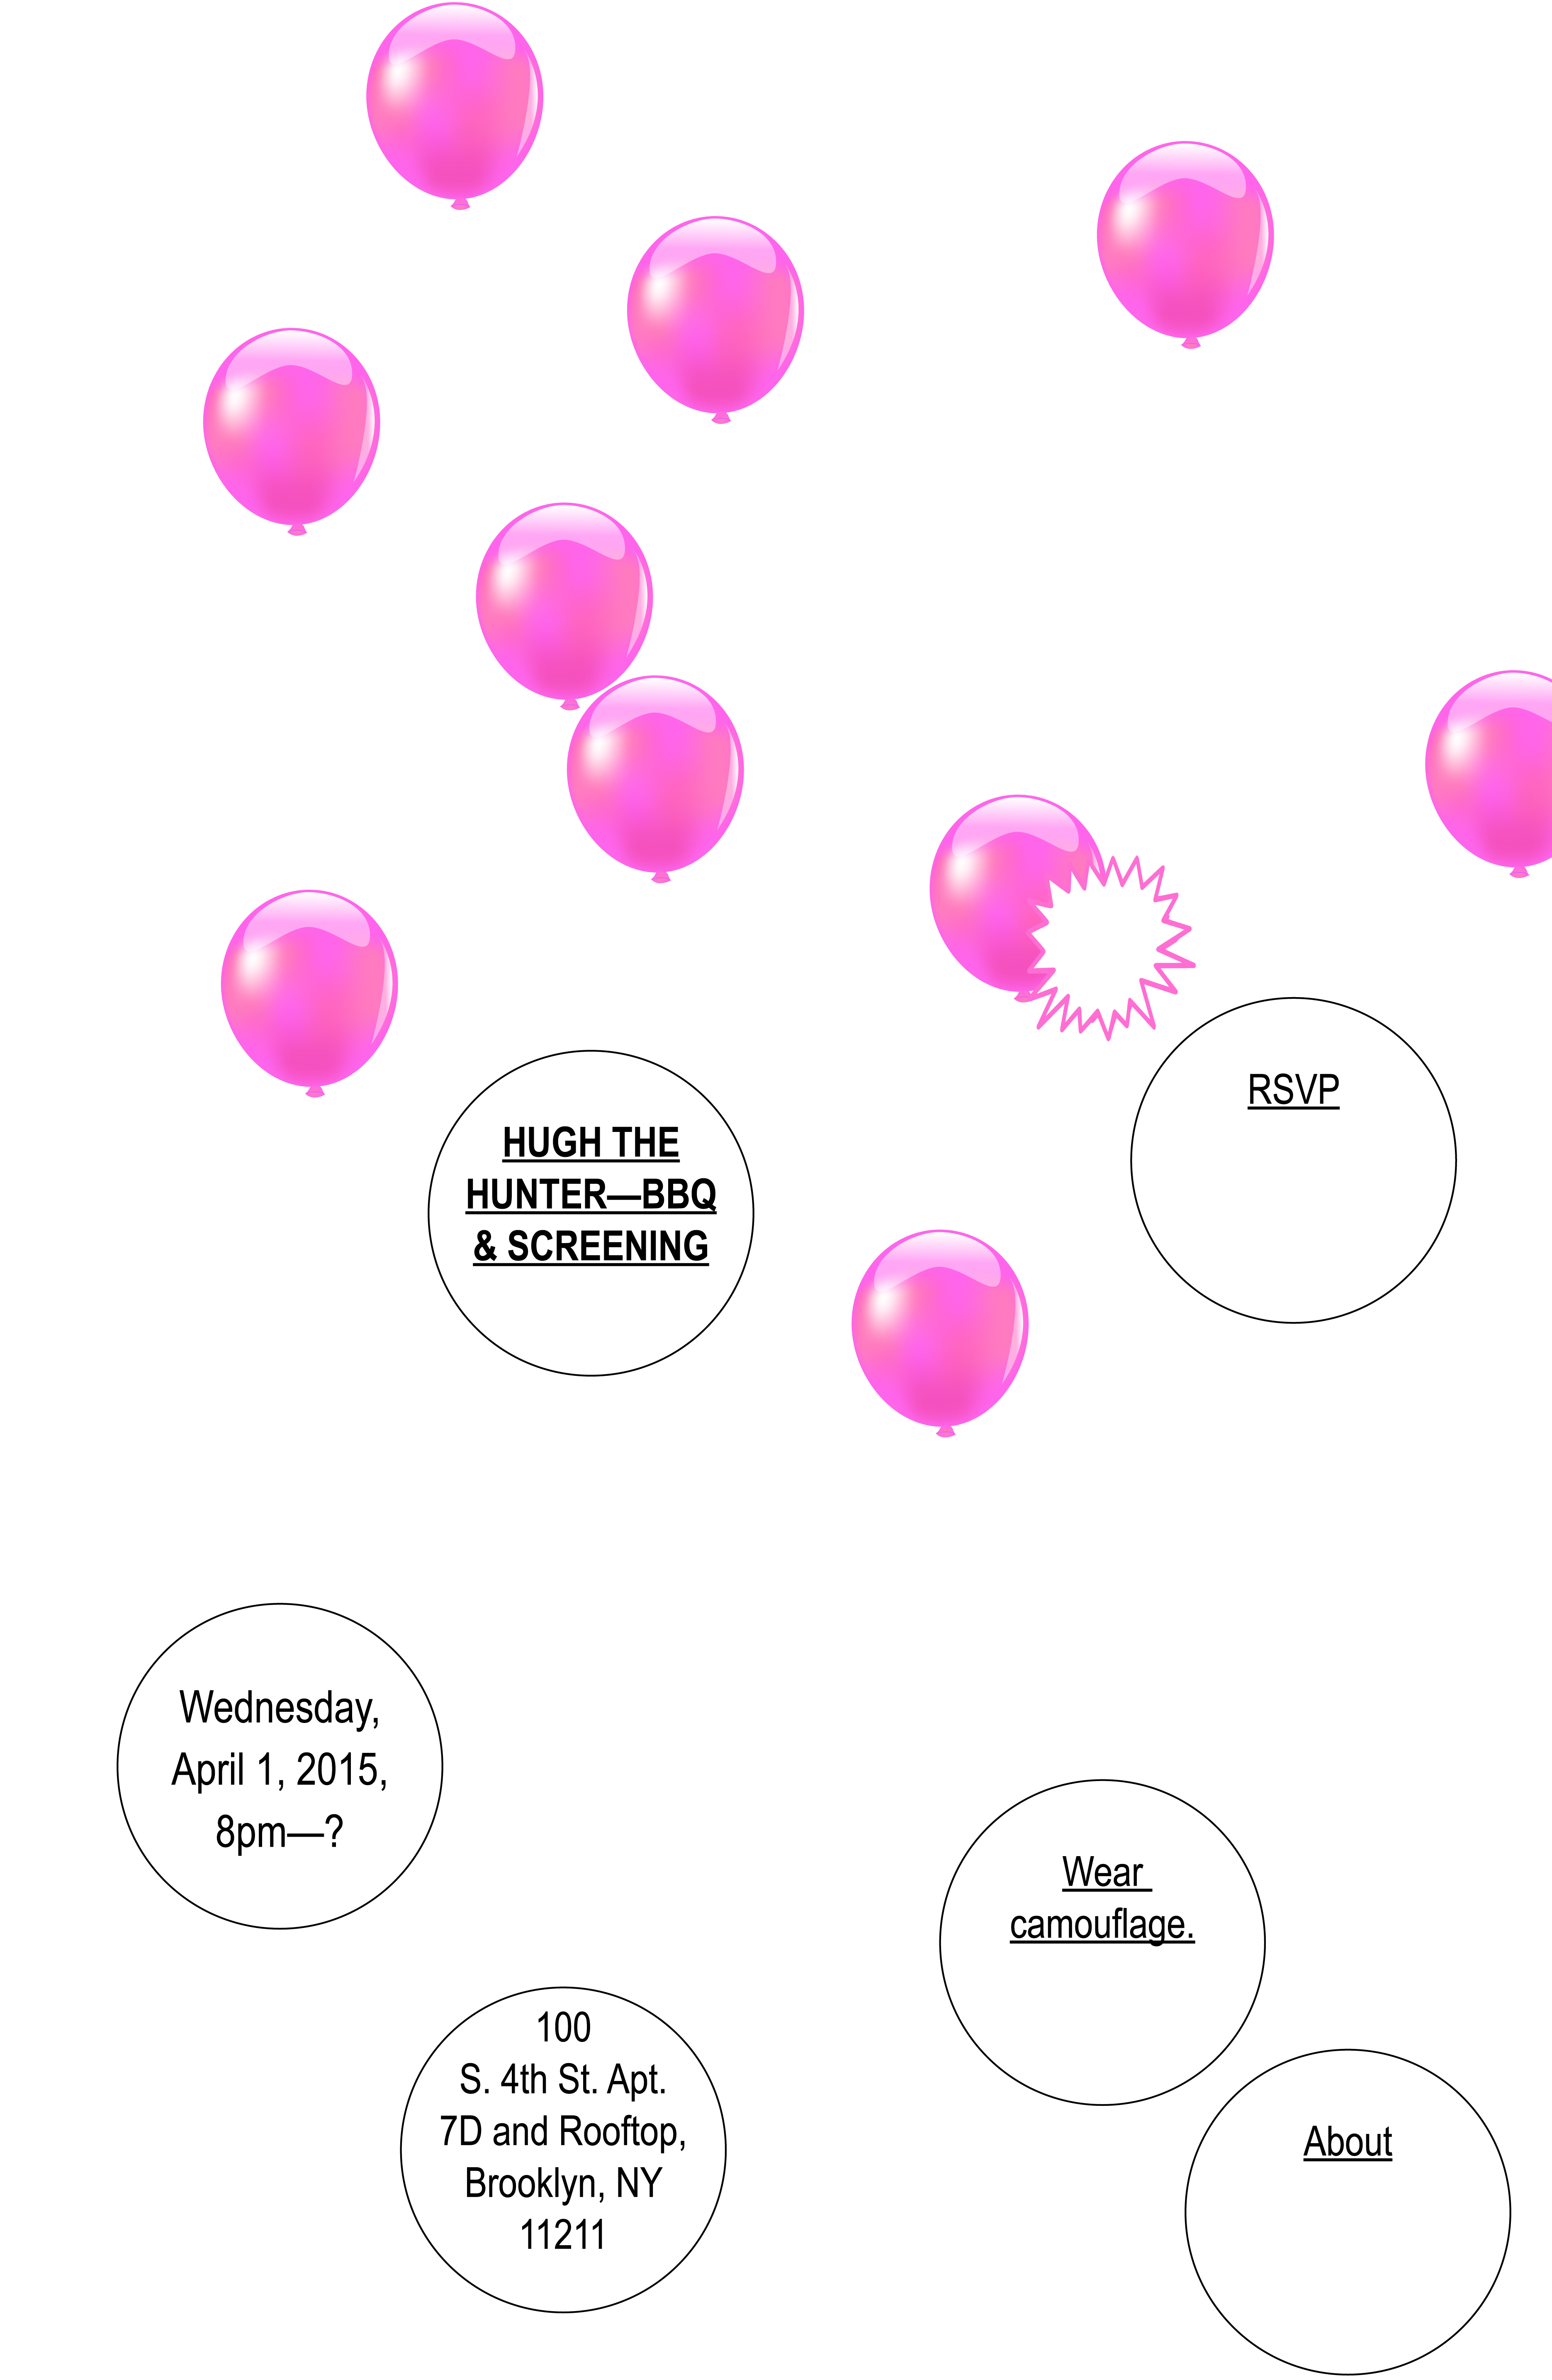 HUGH THE
HUNTER—BBQ
& SCREENING
RSVP
Wednesday,
April 1, 2015,
8pm—?
Wear
camouflage.
100
S. 4th St. Apt.
7D and Rooftop,
Brooklyn, NY
11211
About